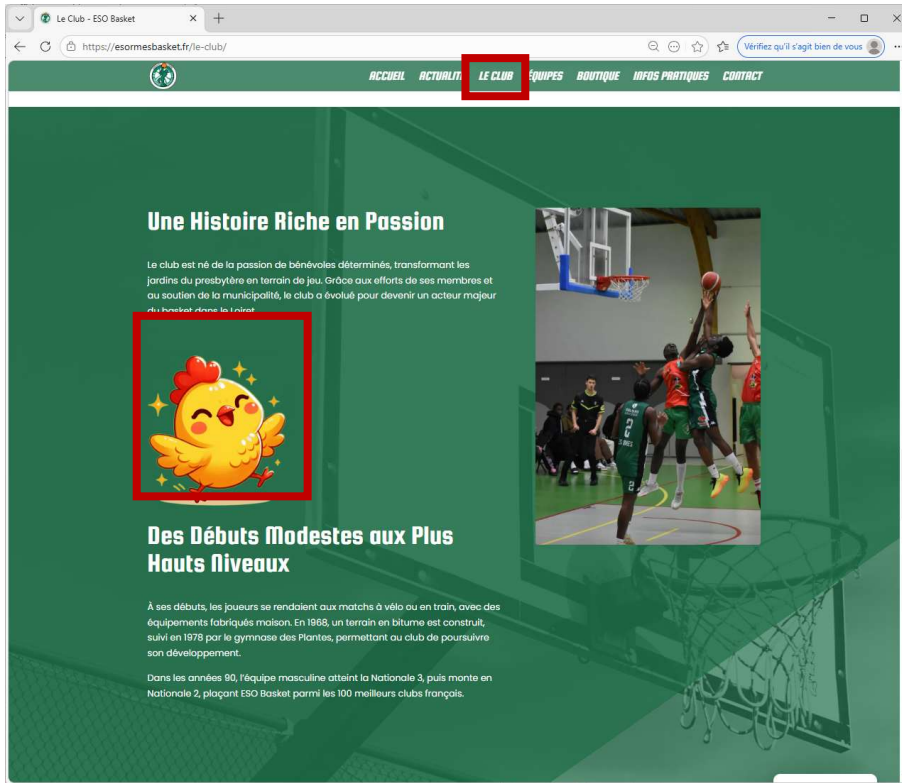 Le Club - ESO Basket
https://esormesbasket.fr/le-club/
Vérifiez qu'il s'agit bien de vous
ACCUEIL ACTUALITÉ LE CLUB ÉQUIPES BOUTIQUE INFOS PRATIQUES CONTACT
Une Histoire Riche en Passion
Le club est né de la passion de bénévoles déterminés, transformant les
jardins du presbytère en terrain de jeu. Grâce aux efforts de ses membres et
au soutien de la municipalité, le club a évolué pour devenir un acteur majeur
du basket dans le Loiret.
2
Des Débuts Modestes aux Plus
Hauts Niveaux
À ses débuts, les joueurs se rendaient aux matchs à vélo ou en train, avec des
équipements fabriqués maison. En 1968, un terrain en bitume est construit,
suivi en 1978 par le gymnase des Plantes, permettant au club de poursuivre
son développement.
Dans les années 90, l'équipe masculine atteint la Nationale 3, puis monte en
Nationale 2, plaçant ESO Basket parmi les 100 meilleurs clubs français.